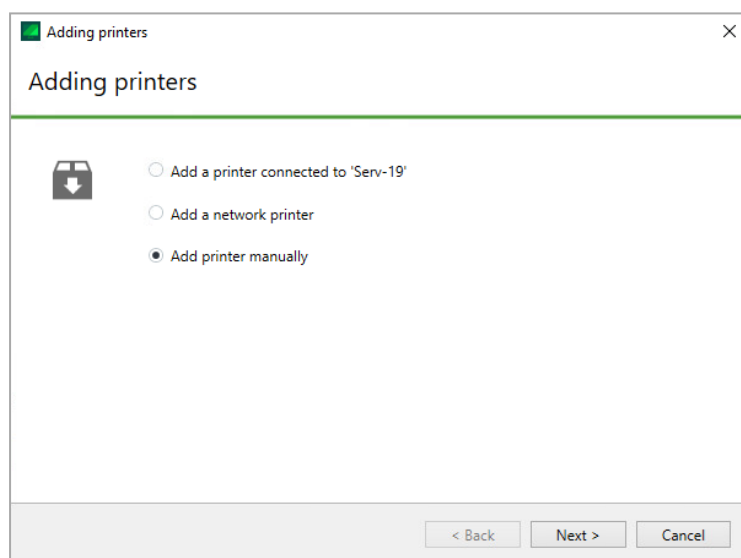 Adding printers
Adding printers
Add a printer connected to 'Serv-19'
Add a network printer
Add printer manually
< Back Next > Cancel